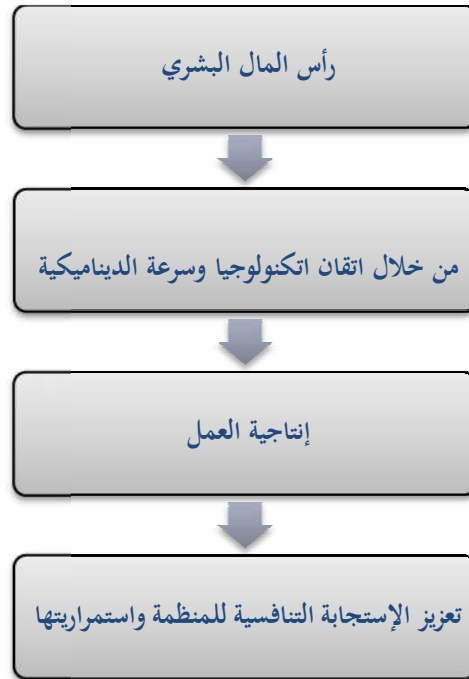 رأس المال البشري
من خلال اتقان اتكنولوجيا وسرعة الديناميكية
إنتاجية العمل
تعزيز الإستجابة التنافسية للمنظمة واستمراريتها